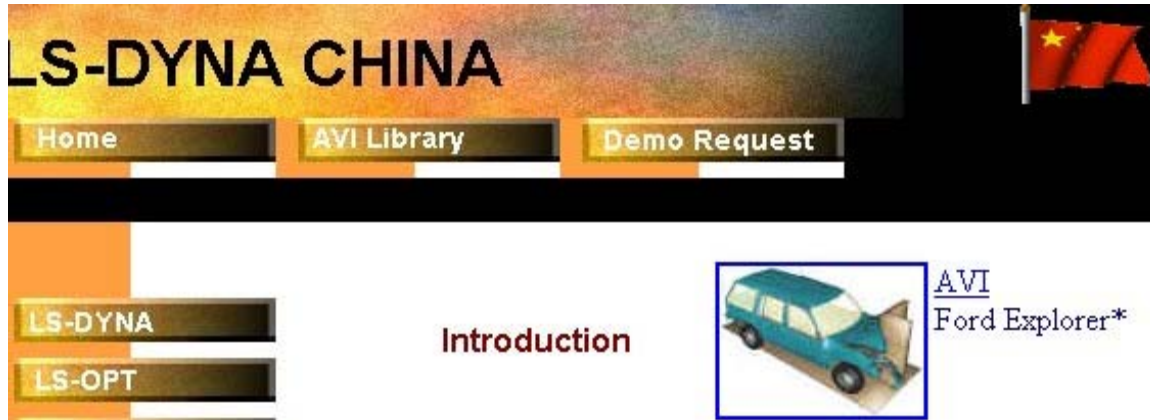 LS-DYNA CHINA
Home AVI Library Demo Request
AVI
Ford Explorer*
LS-DYNA
Introduction
LS-OPT